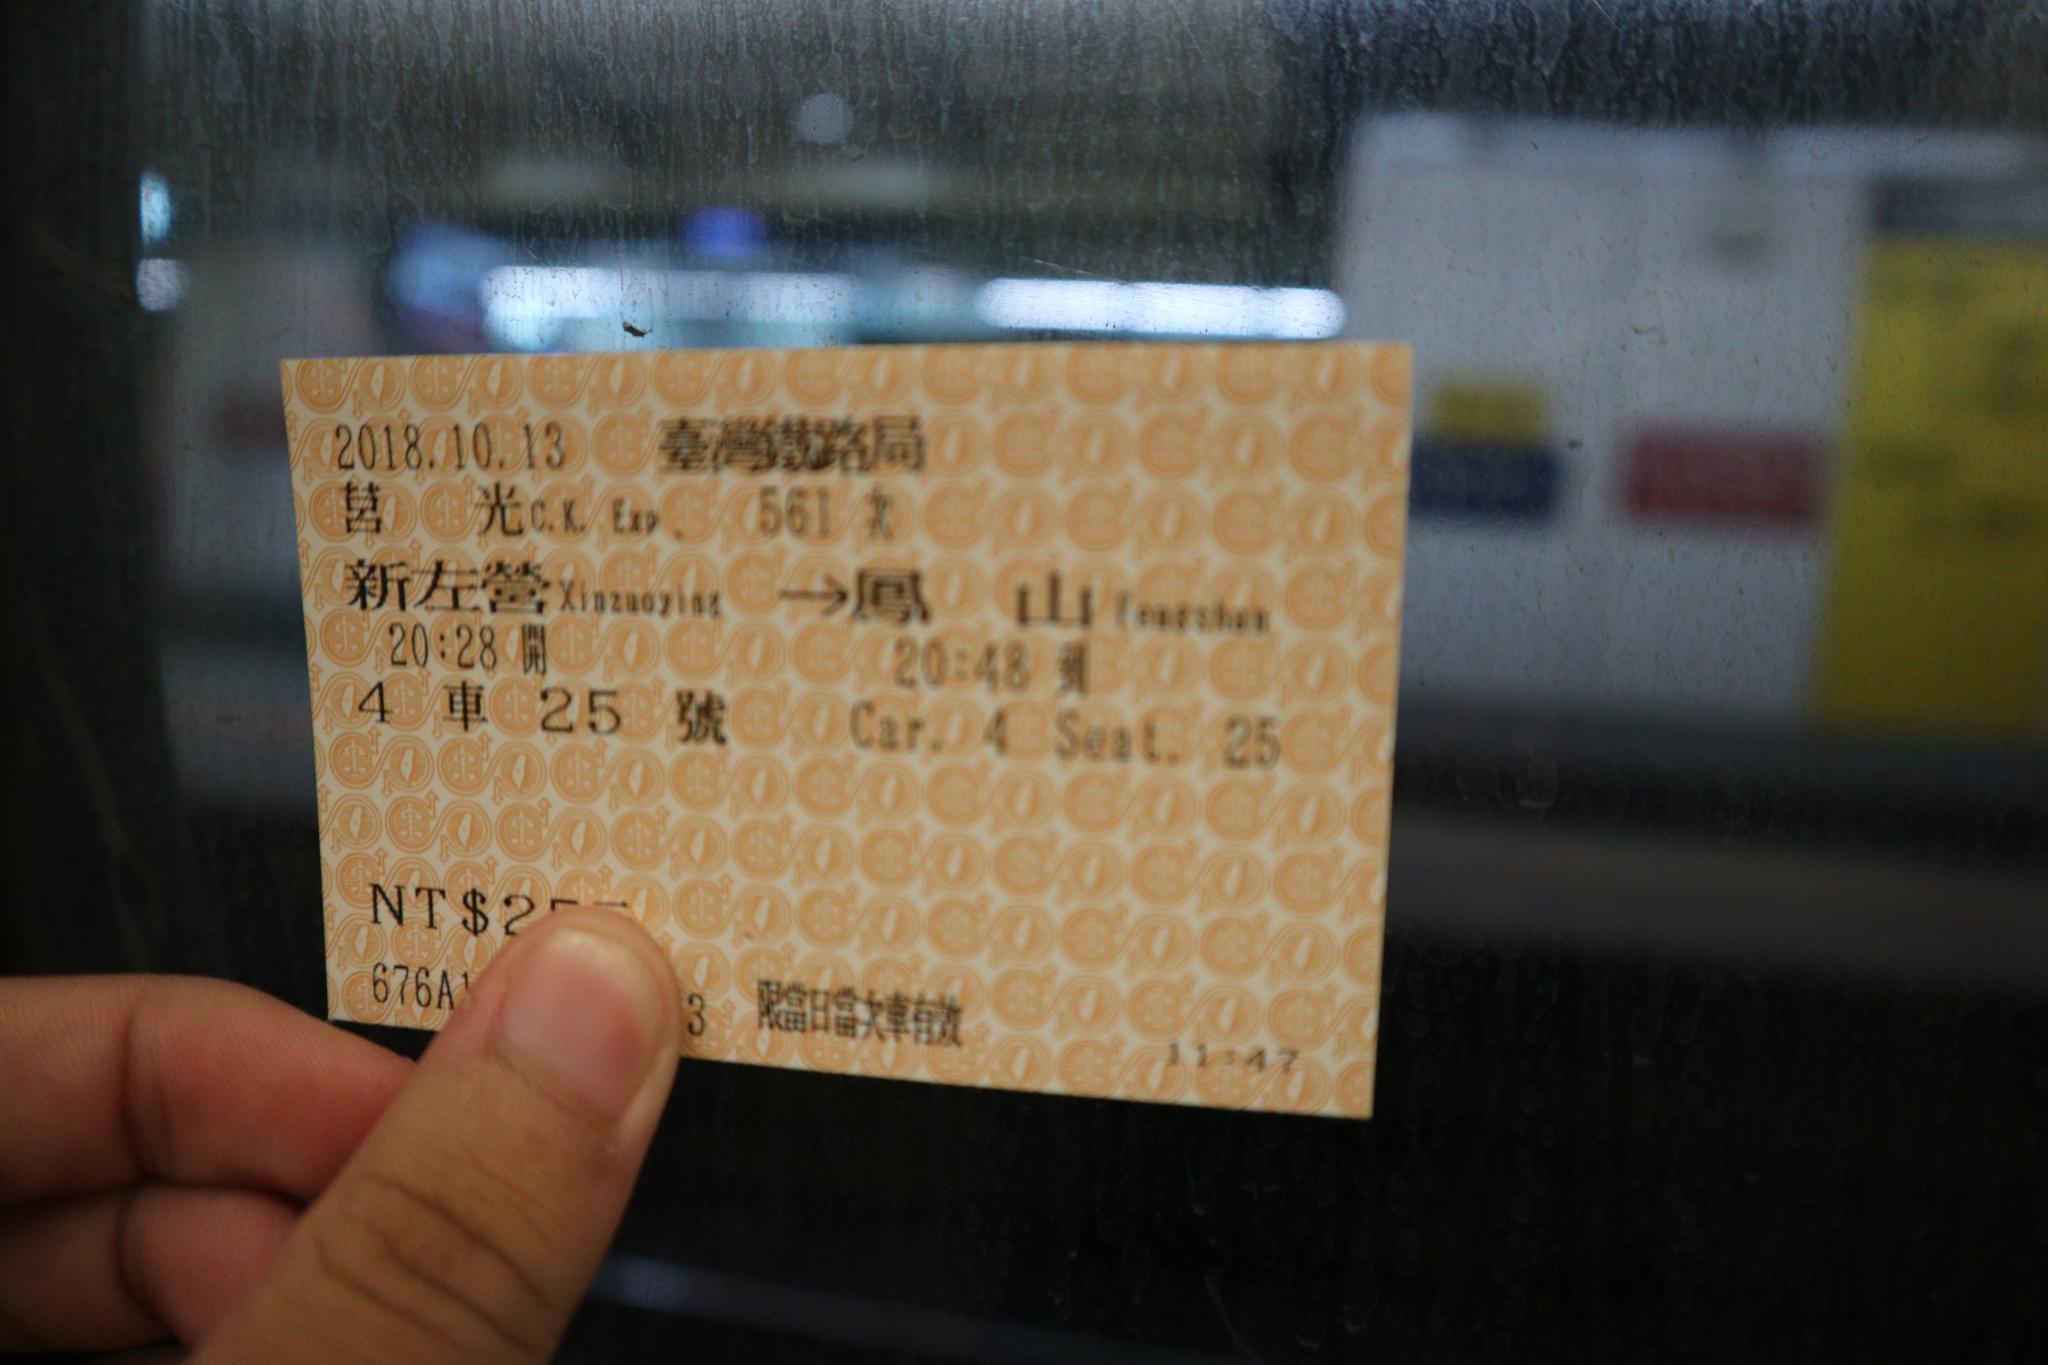 2018.10.13 臺灣鐵路局
莒 光 C.K. Exp. 561 次
新左營 Xinzuoying →鳳 山 Fengshan
20:28 開 20:48 到
4 車 25 號 Car. 4 Seat. 25
NT$25
676A1 3 限當日當次車有效
11:47